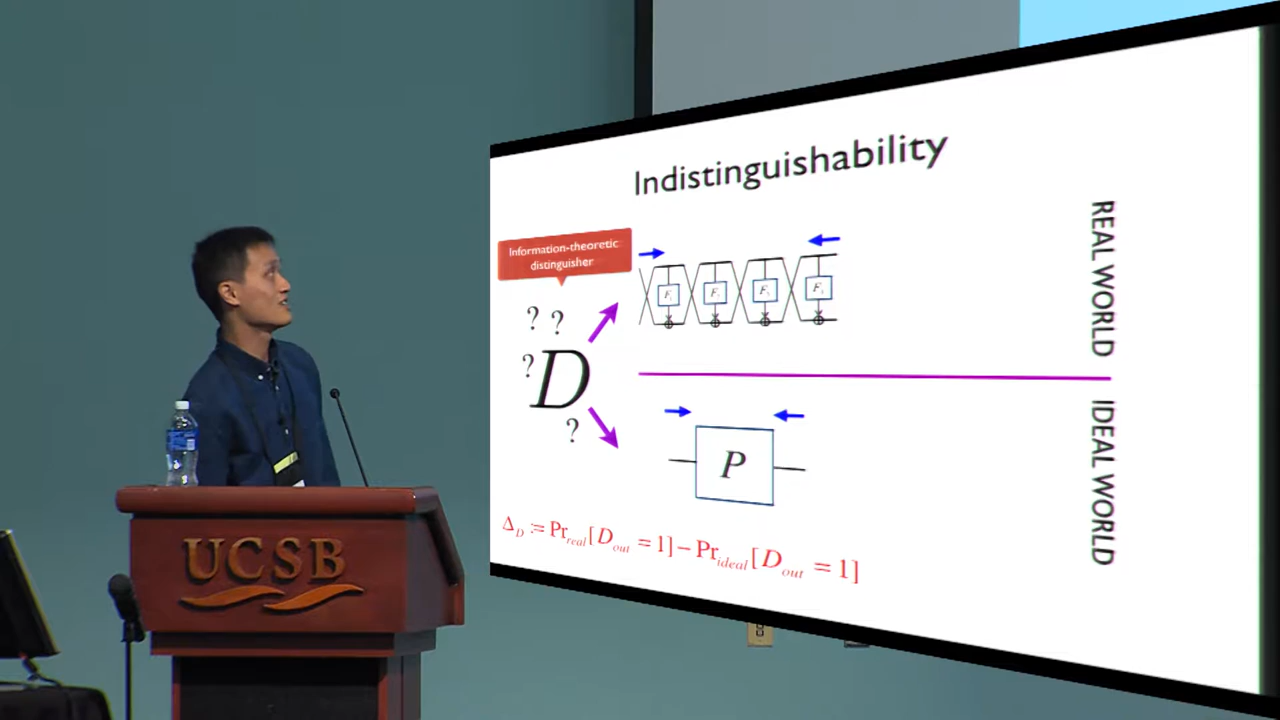 Indistinguishability
Information-theoretic
distinguisher
? ?
?
D
?
P
Δ_D := Pr_real[D_out = 1] − Pr_ideal[D_out = 1]
REAL WORLD
IDEAL WORLD
UCSB